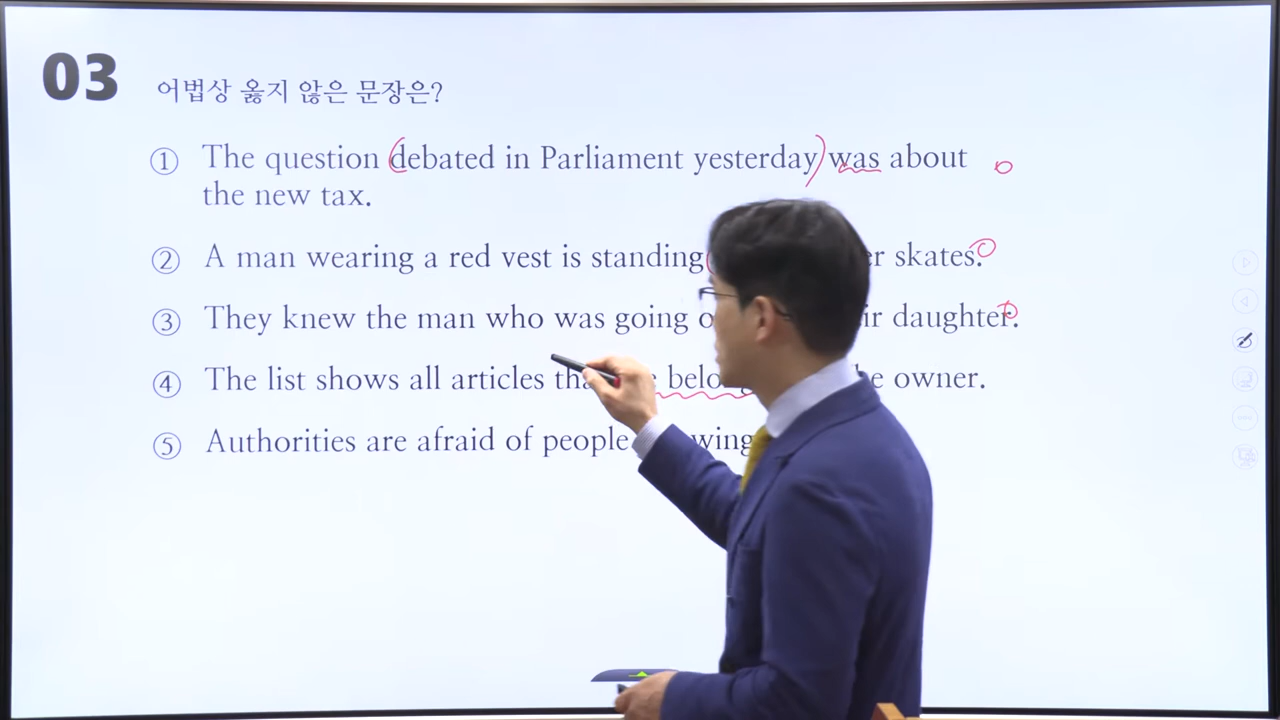 03 어법상 옳지 않은 문장은?
① The question debated in Parliament yesterday was about
the new tax.
② A man wearing a red vest is standing skates.
③ They knew the man who was going daughter.
④ The list shows all articles owner.
⑤ Authorities are afraid of people